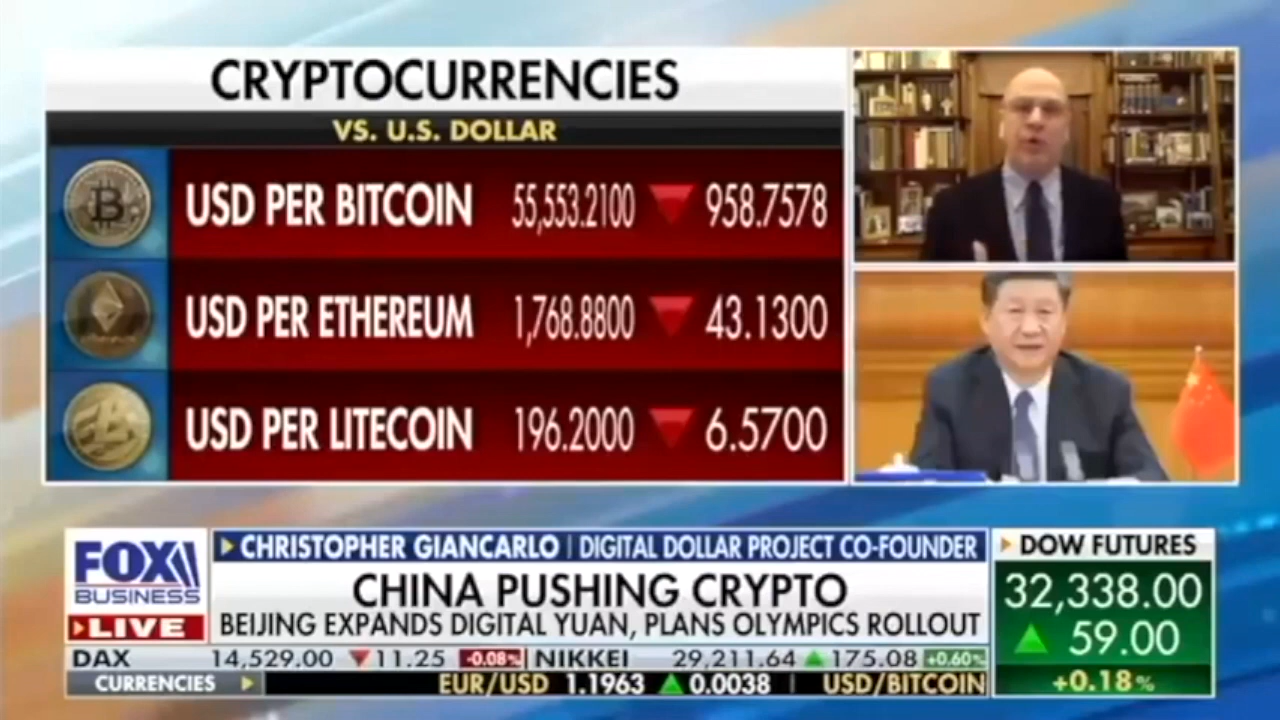 CRYPTOCURRENCIES
VS. U.S. DOLLAR
USD PER BITCOIN 55,553.2100 958.7578
USD PER ETHEREUM 1,768.8800 43.1300
USD PER LITECOIN 196.2000 6.5700
FOX BUSINESS
LIVE
CHRISTOPHER GIANCARLO | DIGITAL DOLLAR PROJECT CO-FOUNDER
CHINA PUSHING CRYPTO
BEIJING EXPANDS DIGITAL YUAN, PLANS OLYMPICS ROLLOUT
DAX 14,529.00 11.25 -0.08% NIKKEI 29,211.64 175.08 +0.60%
CURRENCIES EUR/USD 1.1963 0.0038 | USD/BITCOIN
DOW FUTURES
32,338.00
59.00
+0.18%